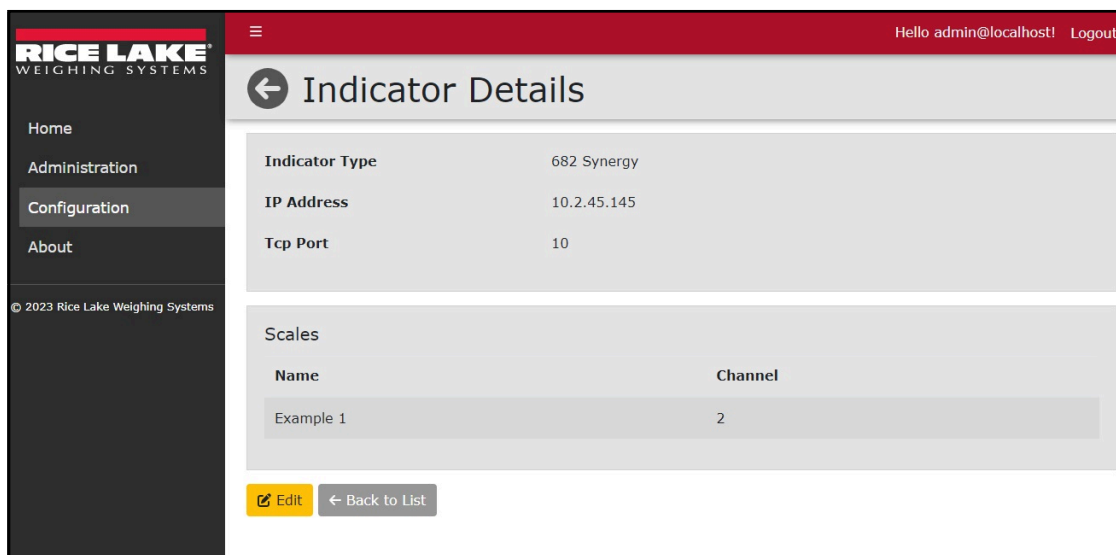 RICE LAKE®
WEIGHING SYSTEMS
Home
Administration
Configuration
About
© 2023 Rice Lake Weighing Systems
Hello admin@localhost! Logout
Indicator Details
Indicator Type 682 Synergy
IP Address 10.2.45.145
Tcp Port 10
Scales
Name Channel
Example 1 2
Edit ← Back to List